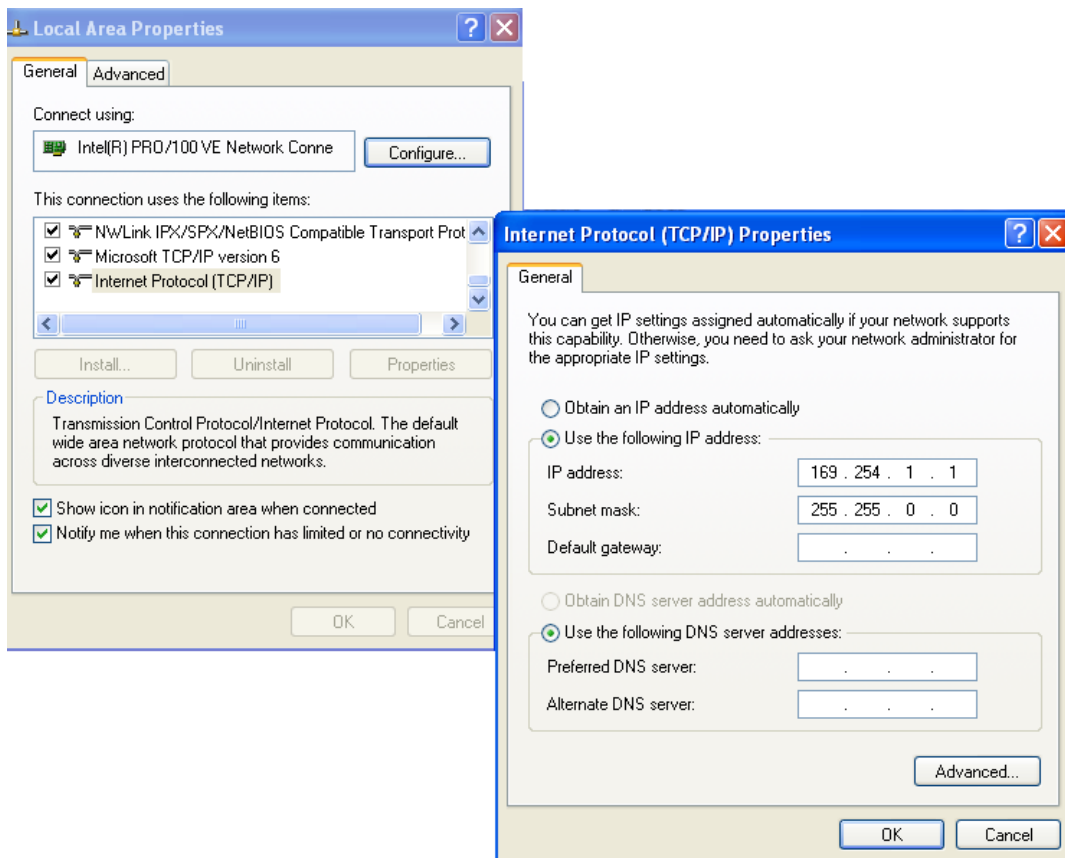 Local Area Properties
General
Advanced
Connect using:
Intel(R) PRO/100 VE Network Conne
Configure...
This connection uses the following items:
NWLink IPX/SPX/NetBIOS Compatible Transport Prot
Microsoft TCP/IP version 6
Internet Protocol (TCP/IP)
Install...
Uninstall
Properties
Description
Transmission Control Protocol/Internet Protocol. The default
wide area network protocol that provides communication
across diverse interconnected networks.
Show icon in notification area when connected
Notify me when this connection has limited or no connectivity
OK
Cancel
Internet Protocol (TCP/IP) Properties
General
You can get IP settings assigned automatically if your network supports
this capability. Otherwise, you need to ask your network administrator for
the appropriate IP settings.
Obtain an IP address automatically
Use the following IP address:
IP address:
169 . 254 . 1 . 1
Subnet mask:
255 . 255 . 0 . 0
Default gateway:
. . .
Obtain DNS server address automatically
Use the following DNS server addresses:
Preferred DNS server:
. . .
Alternate DNS server:
. . .
Advanced...
OK
Cancel